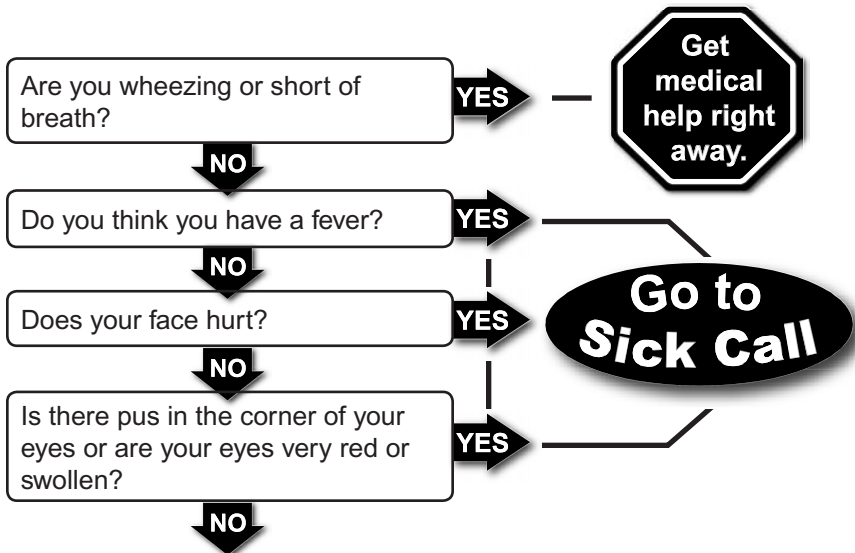 Are you wheezing or short of
breath?
YES
Get
medical
help right
away.
NO
Do you think you have a fever?
YES
NO
Does your face hurt?
YES
Go to
Sick Call
NO
Is there pus in the corner of your
eyes or are your eyes very red or
swollen?
YES
NO